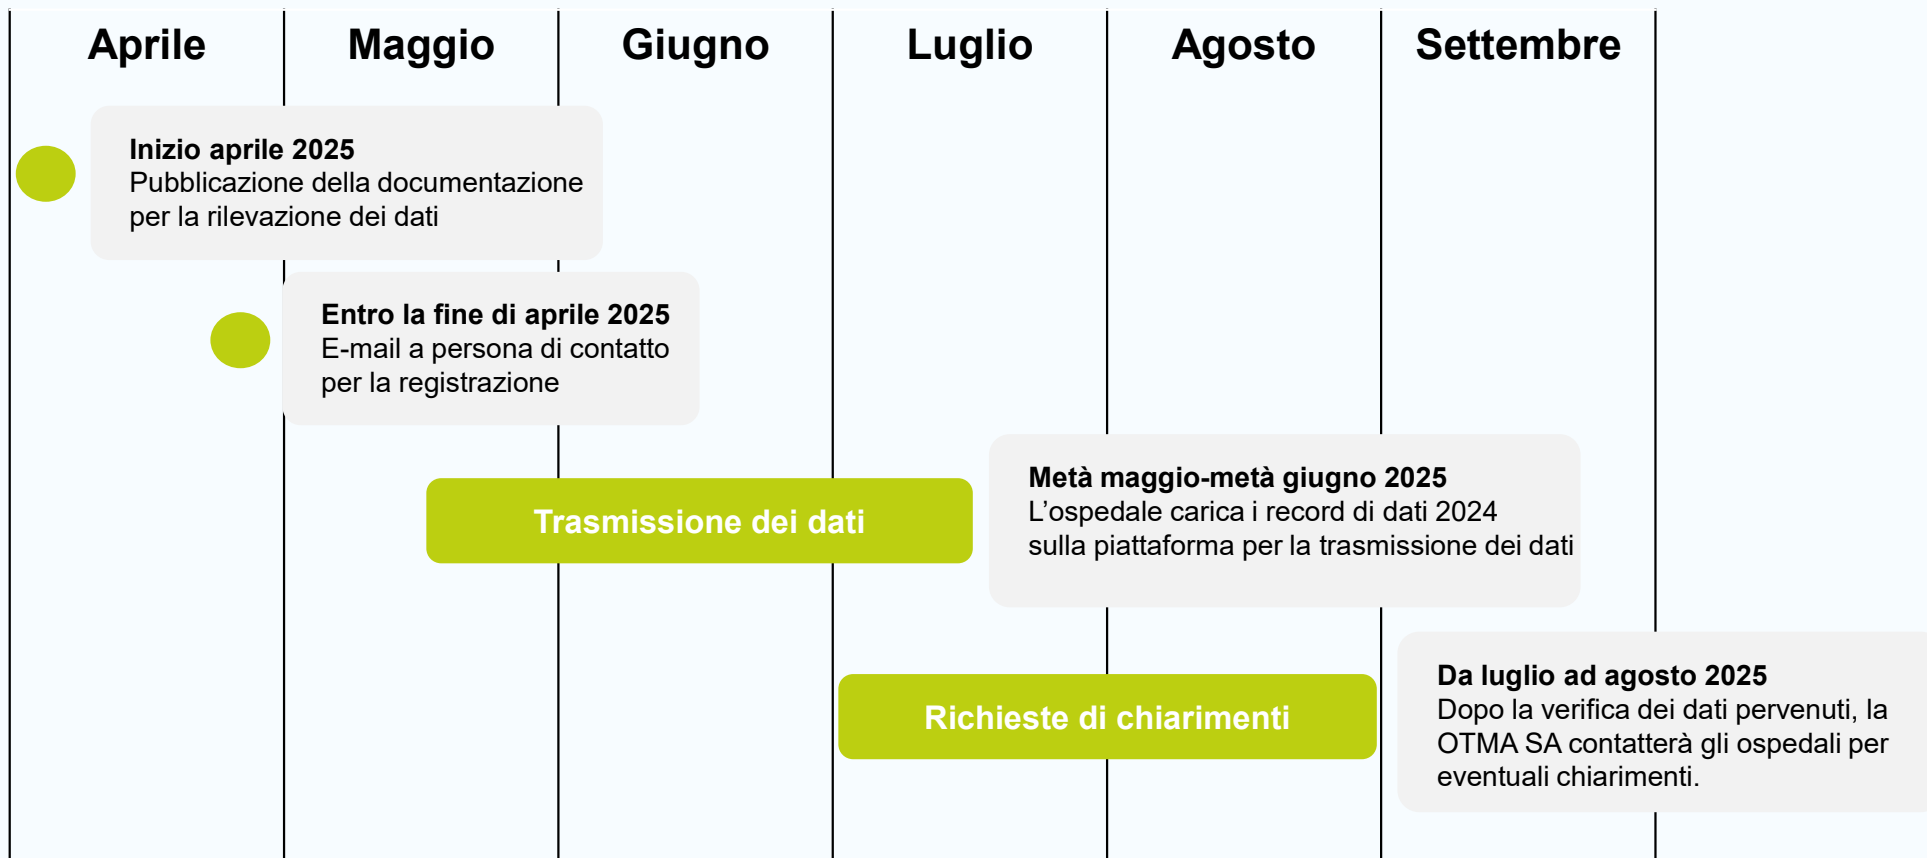 Aprile Maggio Giugno Luglio Agosto Settembre
Inizio aprile 2025
Pubblicazione della documentazione
per la rilevazione dei dati
Entro la fine di aprile 2025
E-mail a persona di contatto
per la registrazione
Trasmissione dei dati
Metà maggio-metà giugno 2025
L’ospedale carica i record di dati 2024
sulla piattaforma per la trasmissione dei dati
Richieste di chiarimenti
Da luglio ad agosto 2025
Dopo la verifica dei dati pervenuti, la
OTMA SA contatterà gli ospedali per
eventuali chiarimenti.